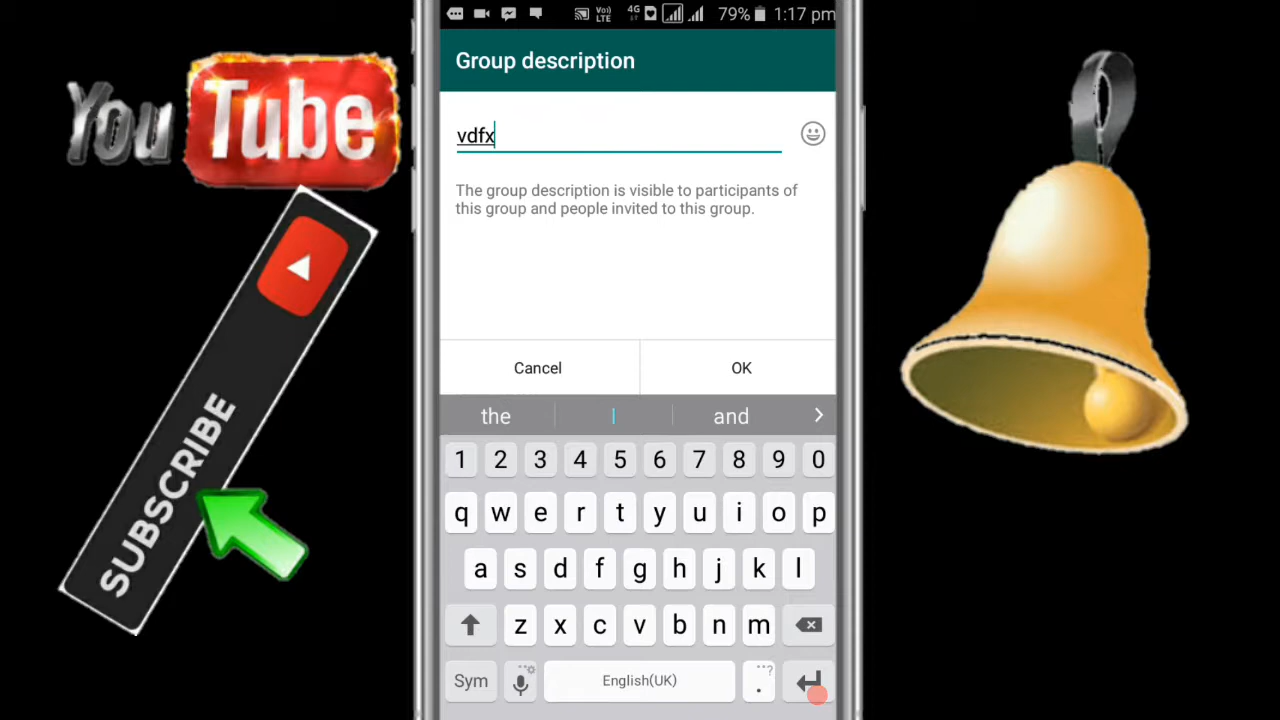 You Tube
SUBSCRIBE
VoI) LTE 4G 79% 1:17 pm
Group description
vdfx
The group description is visible to participants of
this group and people invited to this group.
Cancel OK
the I and
1 2 3 4 5 6 7 8 9 0
q w e r t y u i o p
a s d f g h j k l
z x c v b n m
Sym English(UK) . ?